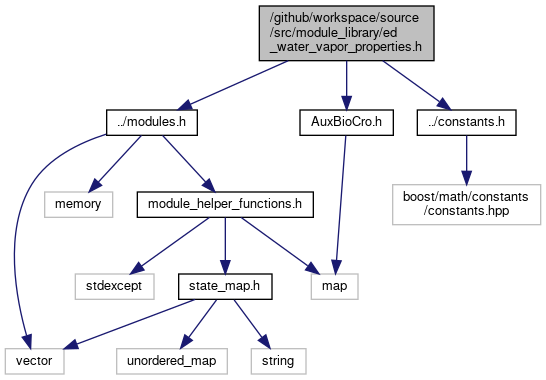 /github/workspace/source
/src/module_library/ed
_water_vapor_properties.h
../modules.h
AuxBioCro.h
../constants.h
memory
module_helper_functions.h
boost/math/constants
/constants.hpp
stdexcept
state_map.h
map
vector
unordered_map
string